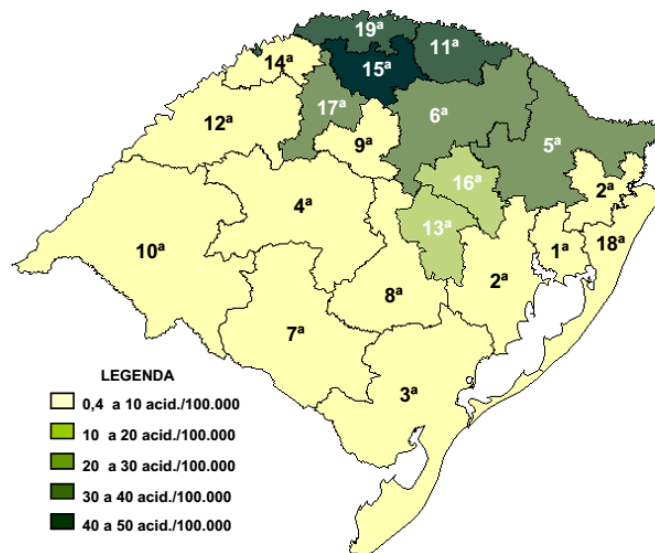 19ª
11ª
14ª
15ª
17ª
12ª
6ª
9ª
5ª
16ª
2ª
4ª
13ª
10ª
1ª
18ª
8ª
2ª
7ª
3ª
LEGENDA
0,4 a 10 acid./100.000
10 a 20 acid./100.000
20 a 30 acid./100.000
30 a 40 acid./100.000
40 a 50 acid./100.000